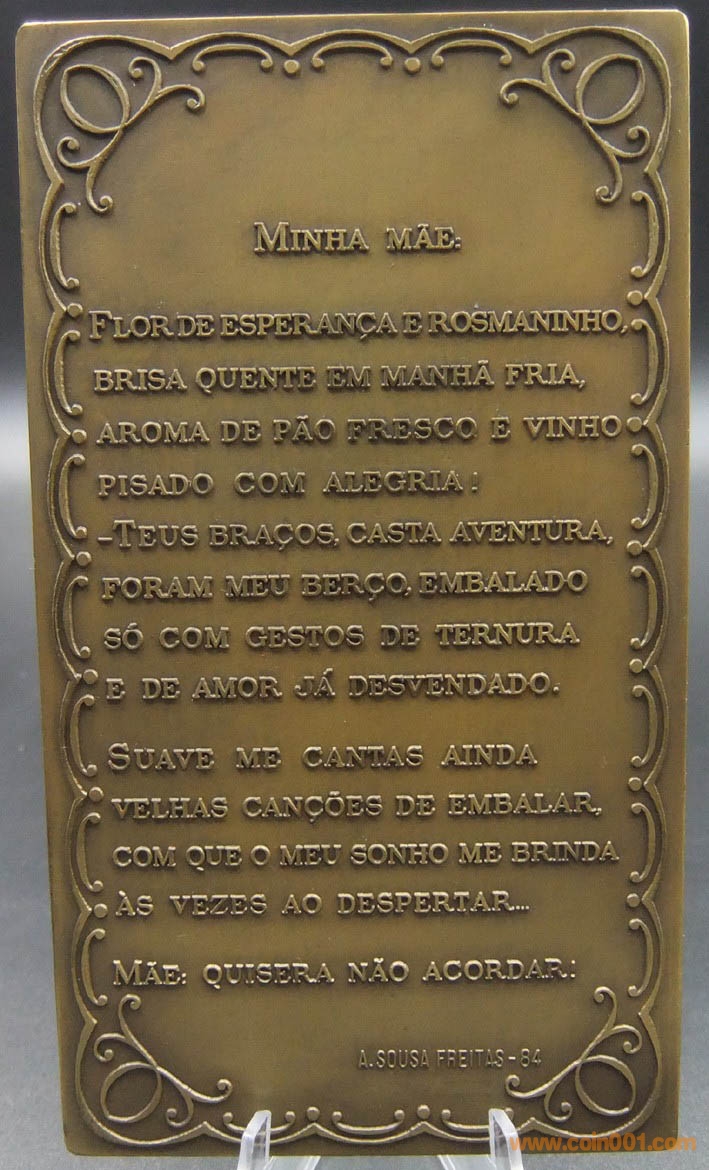 MINHA MÃE:
FLOR DE ESPERANÇA E ROSMANINHO,
BRISA QUENTE EM MANHÃ FRIA,
AROMA DE PÃO FRESCO E VINHO
PISADO COM ALEGRIA!
-TEUS BRAÇOS, CASTA AVENTURA,
FORAM MEU BERÇO, EMBALADO
SÓ COM GESTOS DE TERNURA
E DE AMOR JÁ DESVENDADO.
SUAVE ME CANTAS AINDA
VELHAS CANÇÕES DE EMBALAR,
COM QUE O MEU SONHO ME BRINDA
ÀS VEZES AO DESPERTAR...
MÃE: QUISERA NÃO ACORDAR!
A. SOUSA FREITAS - 84
www.coin001.com